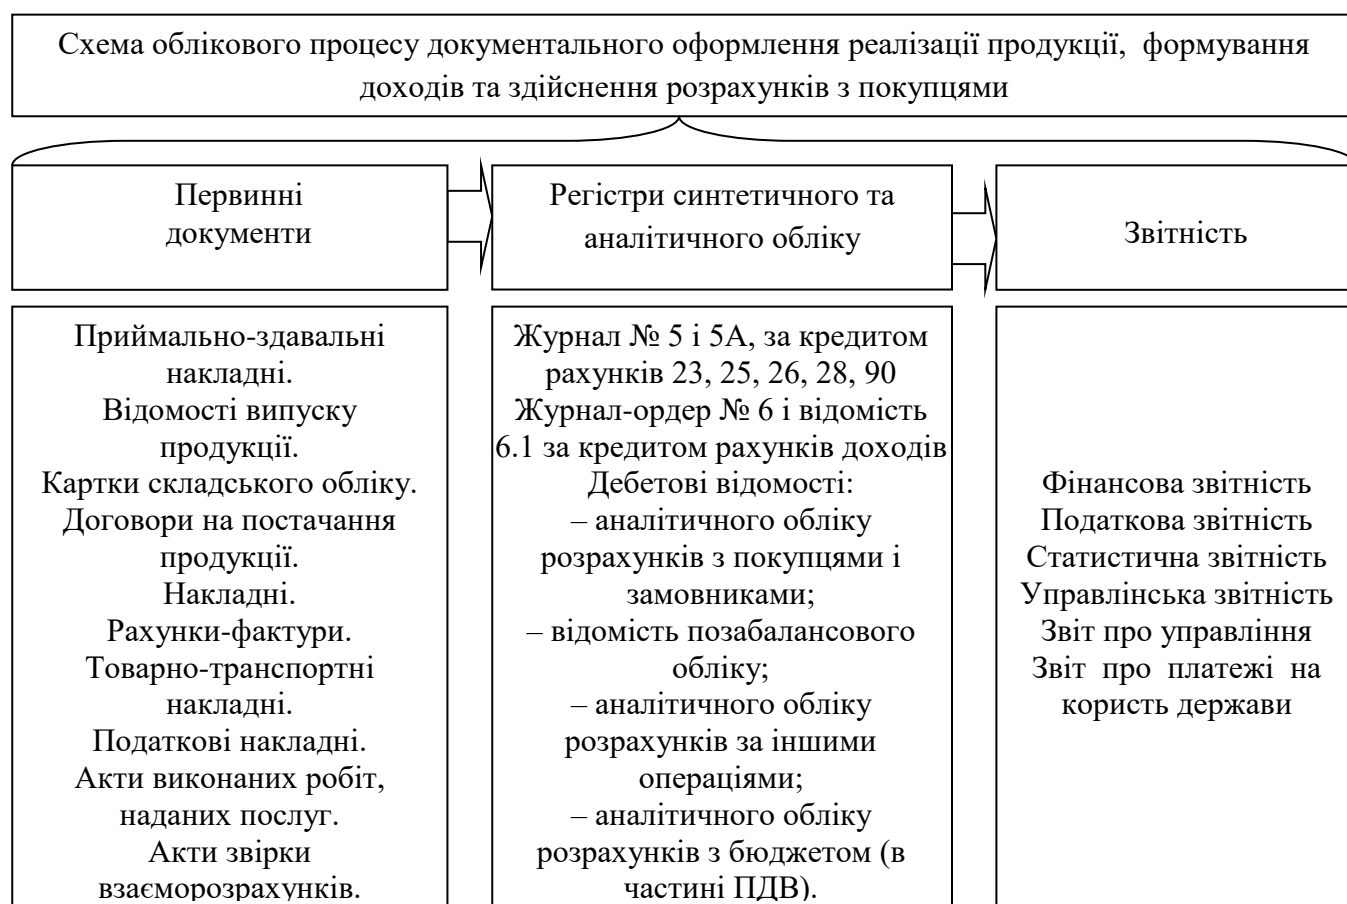 Схема облікового процесу документального оформлення реалізації продукції, формування
доходів та здійснення розрахунків з покупцями
Первинні
документи
Регістри синтетичного та
аналітичного обліку
Звітність
Приймально-здавальні
накладні.
Відомості випуску
продукції.
Картки складського обліку.
Договори на постачання
продукції.
Накладні.
Рахунки-фактури.
Товарно-транспортні
накладні.
Податкові накладні.
Акти виконаних робіт,
наданих послуг.
Акти звірки
взаєморозрахунків.
Журнал № 5 і 5А, за кредитом
рахунків 23, 25, 26, 28, 90
Журнал-ордер № 6 і відомість
6.1 за кредитом рахунків доходів
Дебетові відомості:
– аналітичного обліку
розрахунків з покупцями і
замовниками;
– відомість позабалансового
обліку;
– аналітичного обліку
розрахунків за іншими
операціями;
– аналітичного обліку
розрахунків з бюджетом (в
частині ПДВ).
Фінансова звітність
Податкова звітність
Статистична звітність
Управлінська звітність
Звіт про управління
Звіт про платежі на
користь держави